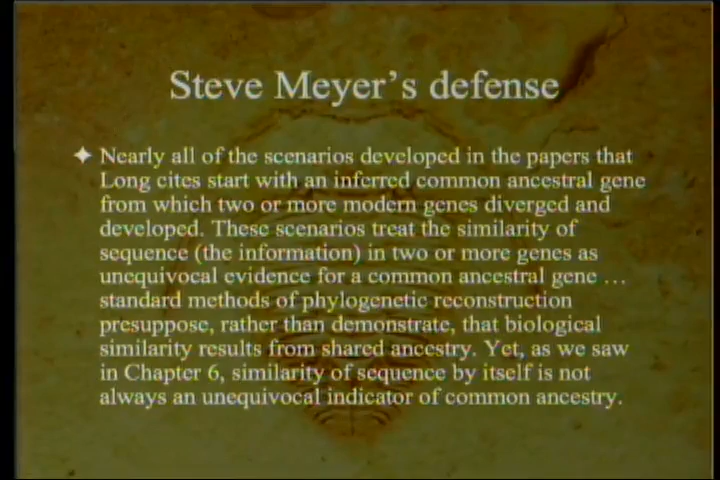 Steve Meyer's defense
Nearly all of the scenarios developed in the papers that
Long cites start with an inferred common ancestral gene
from which two or more modern genes diverged and
developed. These scenarios treat the similarity of
sequence (the information) in two or more genes as
unequivocal evidence for a common ancestral gene …
standard methods of phylogenetic reconstruction
presuppose, rather than demonstrate, that biological
similarity results from shared ancestry. Yet, as we saw
in Chapter 6, similarity of sequence by itself is not
always an unequivocal indicator of common ancestry.